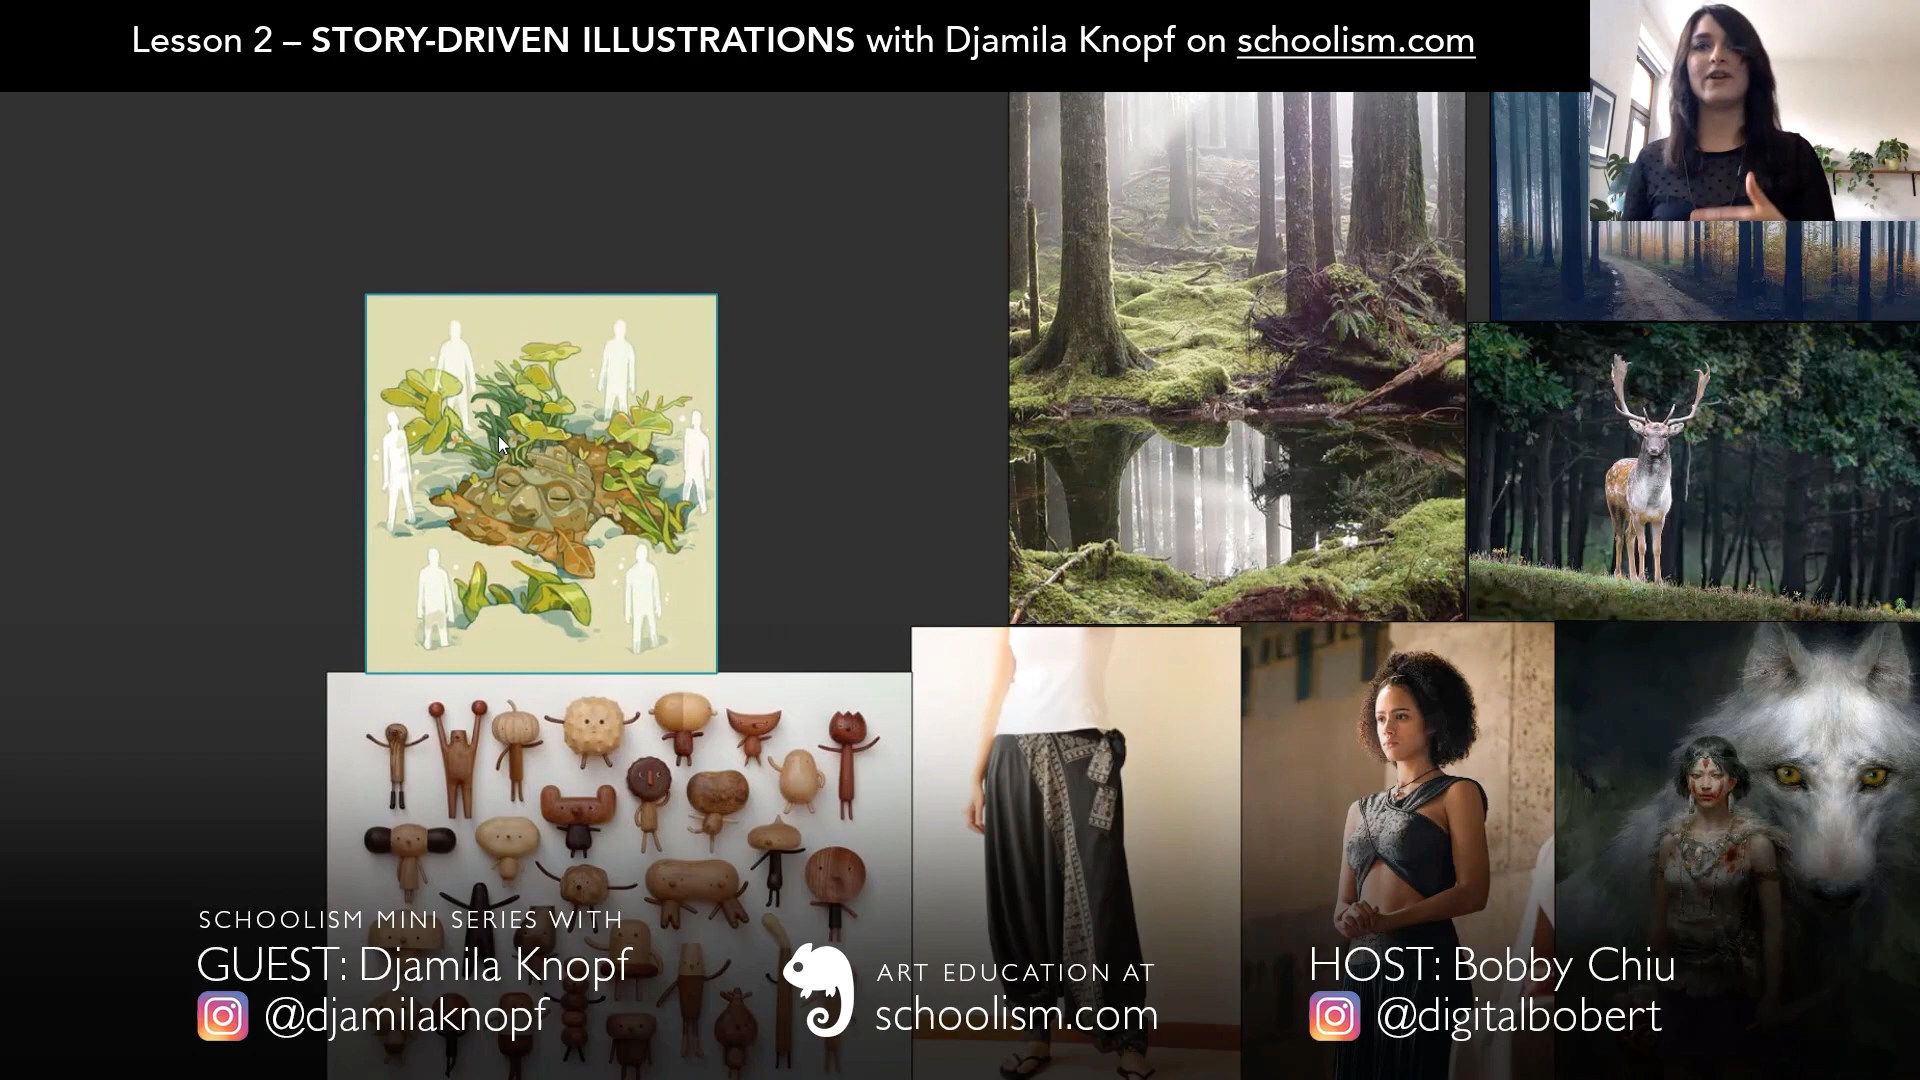 Lesson 2 – STORY-DRIVEN ILLUSTRATIONS with Djamila Knopf on schoolism.com
SCHOOLISM MINI SERIES WITH
GUEST: Djamila Knopf
@djamilaknopf
ART EDUCATION AT
schoolism.com
HOST: Bobby Chiu
@digitalbobert